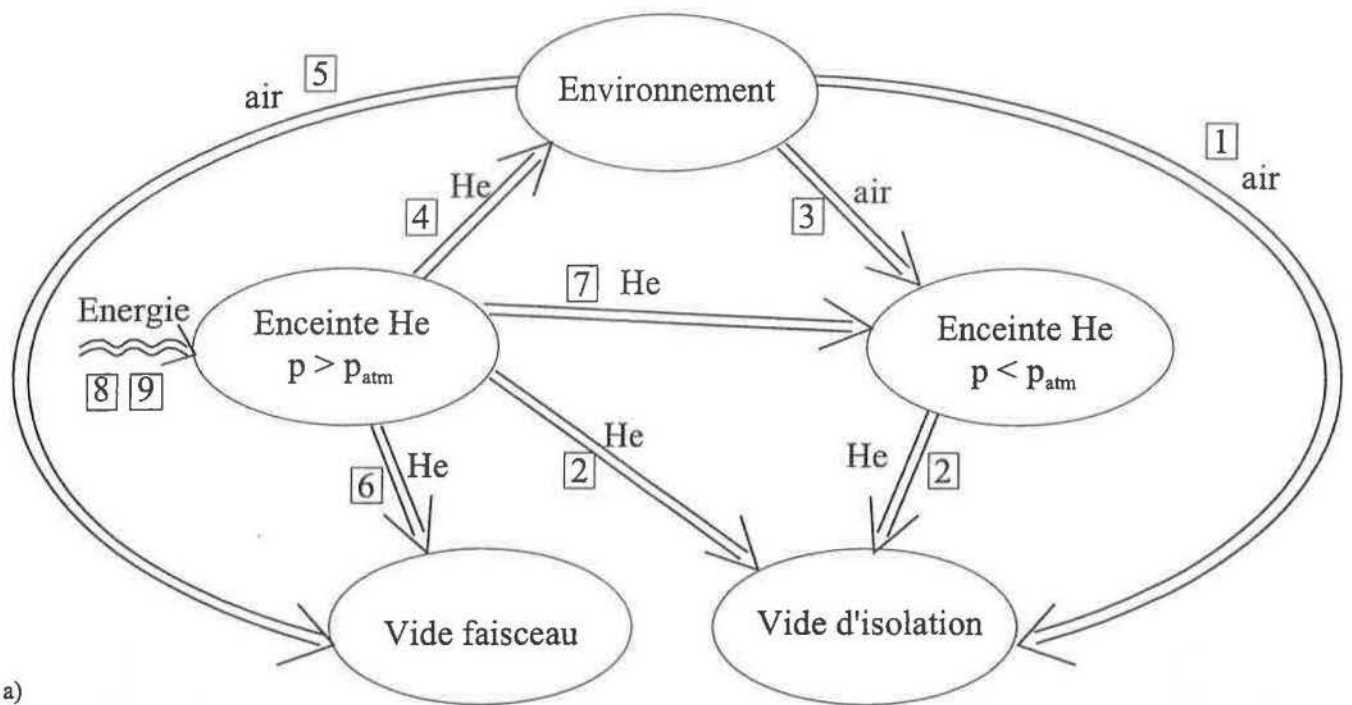 5
air
Environnement
1
air
He
4
air
3
7 He
Energie
8 9
Enceinte He
p > patm
Enceinte He
p < patm
He
6
He
2
He
2
Vide faisceau
Vide d'isolation
a)